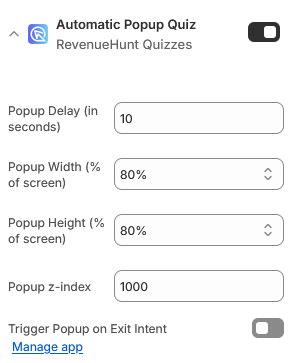 Automatic Popup Quiz
RevenueHunt Quizzes
Popup Delay (in
seconds)
10
Popup Width (%
of screen)
80%
Popup Height (%
of screen)
80%
Popup z-index
1000
Trigger Popup on Exit Intent
Manage app